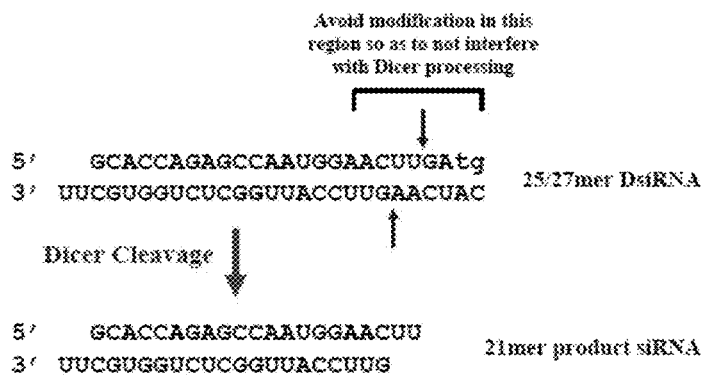 Avoid modification in this
region so as to not interfere
with Dicer processing
5' GCACCAGAGCCAAUGGAACUUGAtg
3' UUCGUGGUCUCGGUUACCUUGAACUAC
25/27mer DsiRNA
Dicer Cleavage
5' GCACCAGAGCCAAUGGAACUU
3' UUCGUGGUCUCGGUUACCUUG
21mer product siRNA